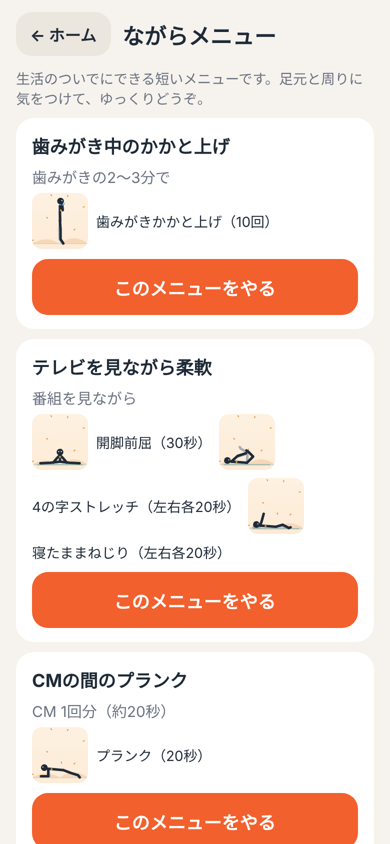 ← ホーム
ながらメニュー
生活のついでにできる短いメニューです。足元と周りに
気をつけて、ゆっくりどうぞ。
歯みがき中のかかと上げ
歯みがきの2〜3分で
歯みがきかかと上げ（10回）
このメニューをやる
テレビを見ながら柔軟
番組を見ながら
開脚前屈（30秒）
4の字ストレッチ（左右各20秒）
寝たままねじり（左右各20秒）
このメニューをやる
CMの間のプランク
CM 1回分（約20秒）
プランク（20秒）
このメニューをやる